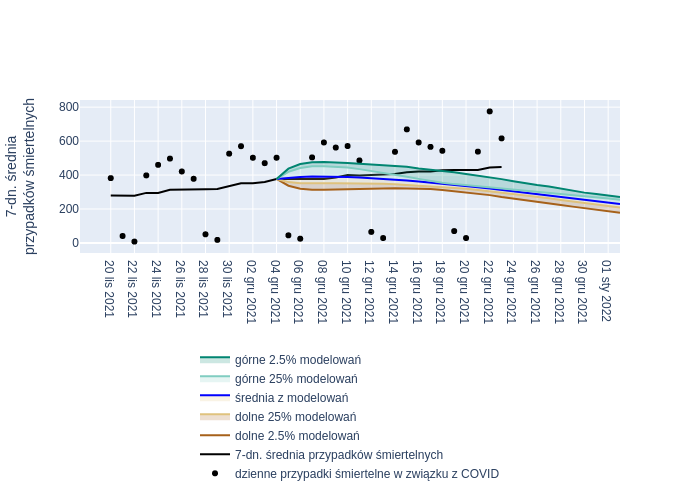 7-dn. średnia
przypadków śmiertelnych
800
600
400
200
0
20 lis 2021
22 lis 2021
24 lis 2021
26 lis 2021
28 lis 2021
30 lis 2021
02 gru 2021
04 gru 2021
06 gru 2021
08 gru 2021
10 gru 2021
12 gru 2021
14 gru 2021
16 gru 2021
18 gru 2021
20 gru 2021
22 gru 2021
24 gru 2021
26 gru 2021
28 gru 2021
30 gru 2021
01 sty 2022
górne 2.5% modelowań
górne 25% modelowań
średnia z modelowań
dolne 25% modelowań
dolne 2.5% modelowań
7-dn. średnia przypadków śmiertelnych
dzienne przypadki śmiertelne w związku z COVID